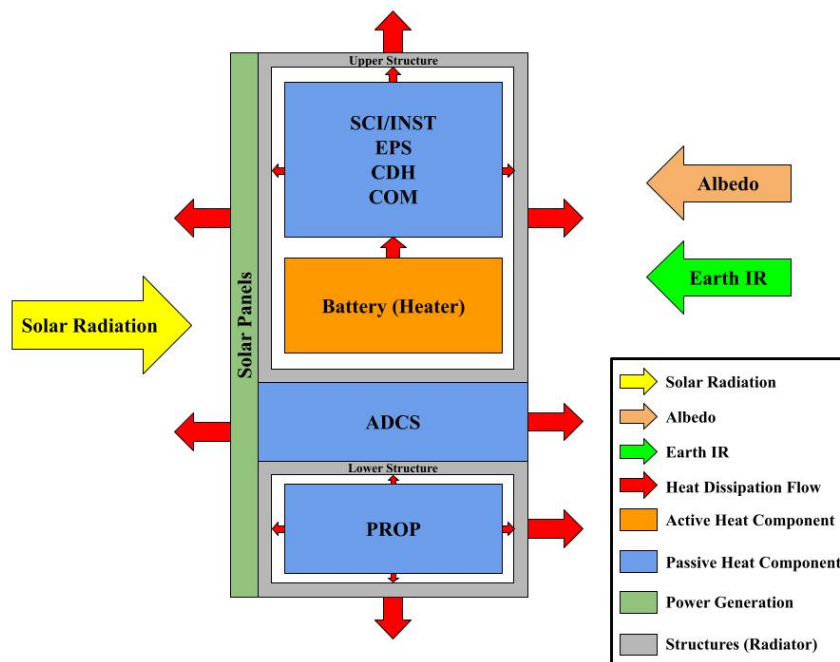 Upper Structure
SCI/INST
EPS
CDH
COM
Albedo
Earth IR
Battery (Heater)
Solar Radiation
Solar Panels
ADCS
Lower Structure
PROP
Solar Radiation
Albedo
Earth IR
Heat Dissipation Flow
Active Heat Component
Passive Heat Component
Power Generation
Structures (Radiator)